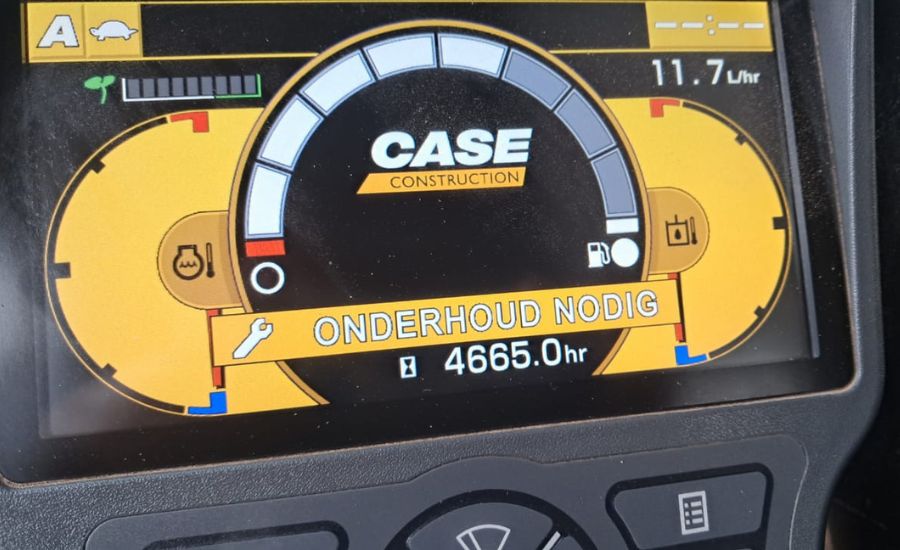 A
--:--
11.7 L/hr
CASE
CONSTRUCTION
ONDERHOUD NODIG
4665.0hr